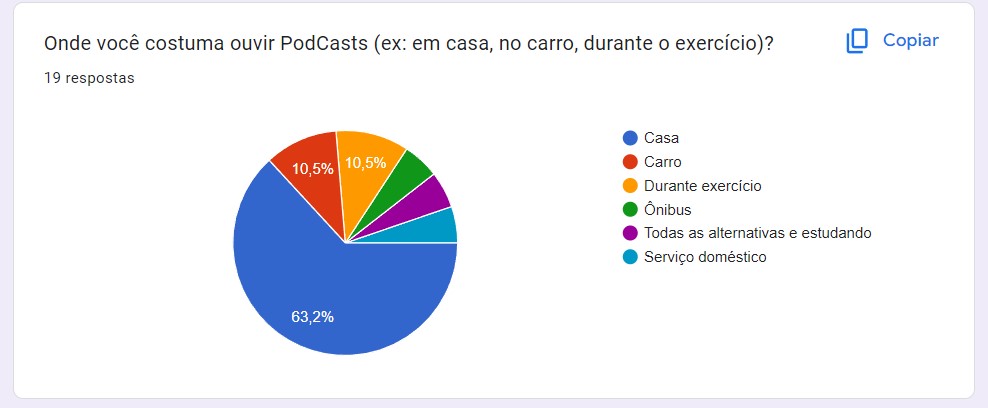 Onde você costuma ouvir PodCasts (ex: em casa, no carro, durante o exercício)?
Copiar
19 respostas
10,5%
10,5%
63,2%
Casa
Carro
Durante exercício
Ônibus
Todas as alternativas e estudando
Serviço doméstico